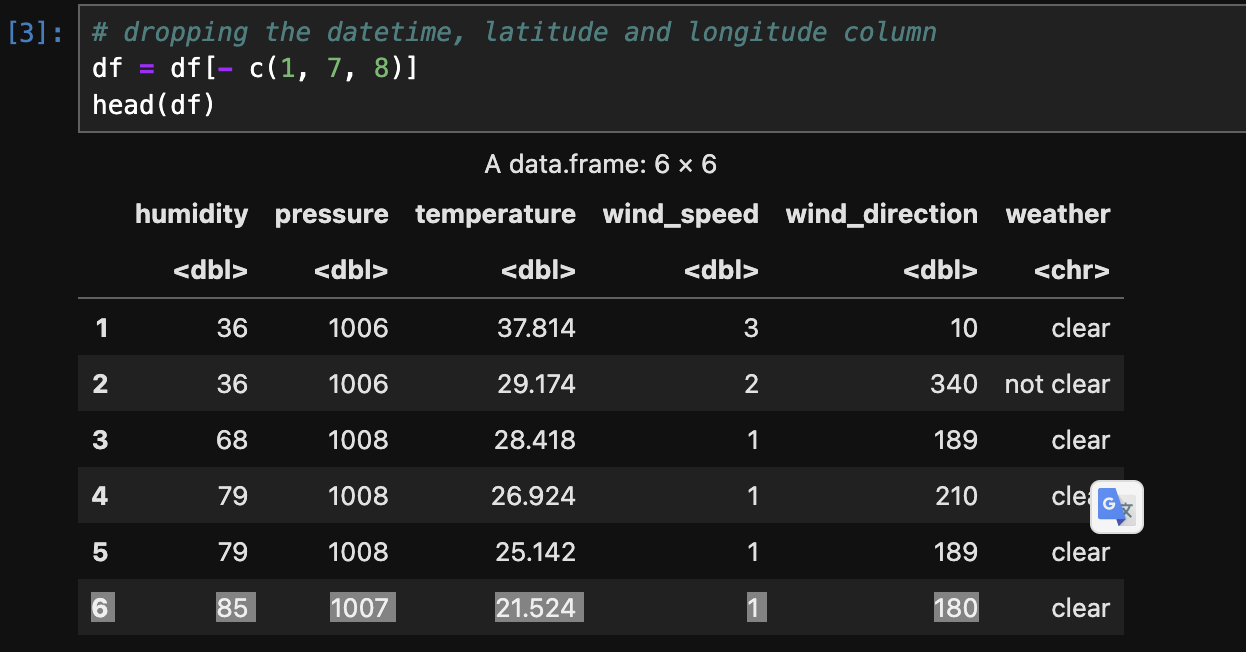 [3]: # dropping the datetime, latitude and longitude column
df = df[- c(1, 7, 8)]
head(df)
A data.frame: 6 × 6
humidity pressure temperature wind_speed wind_direction weather
<dbl> <dbl> <dbl> <dbl> <dbl> <chr>
1 36 1006 37.814 3 10 clear
2 36 1006 29.174 2 340 not clear
3 68 1008 28.418 1 189 clear
4 79 1008 26.924 1 210 clea
G 文
5 79 1008 25.142 1 189 clear
6 85 1007 21.524 1 180 clear